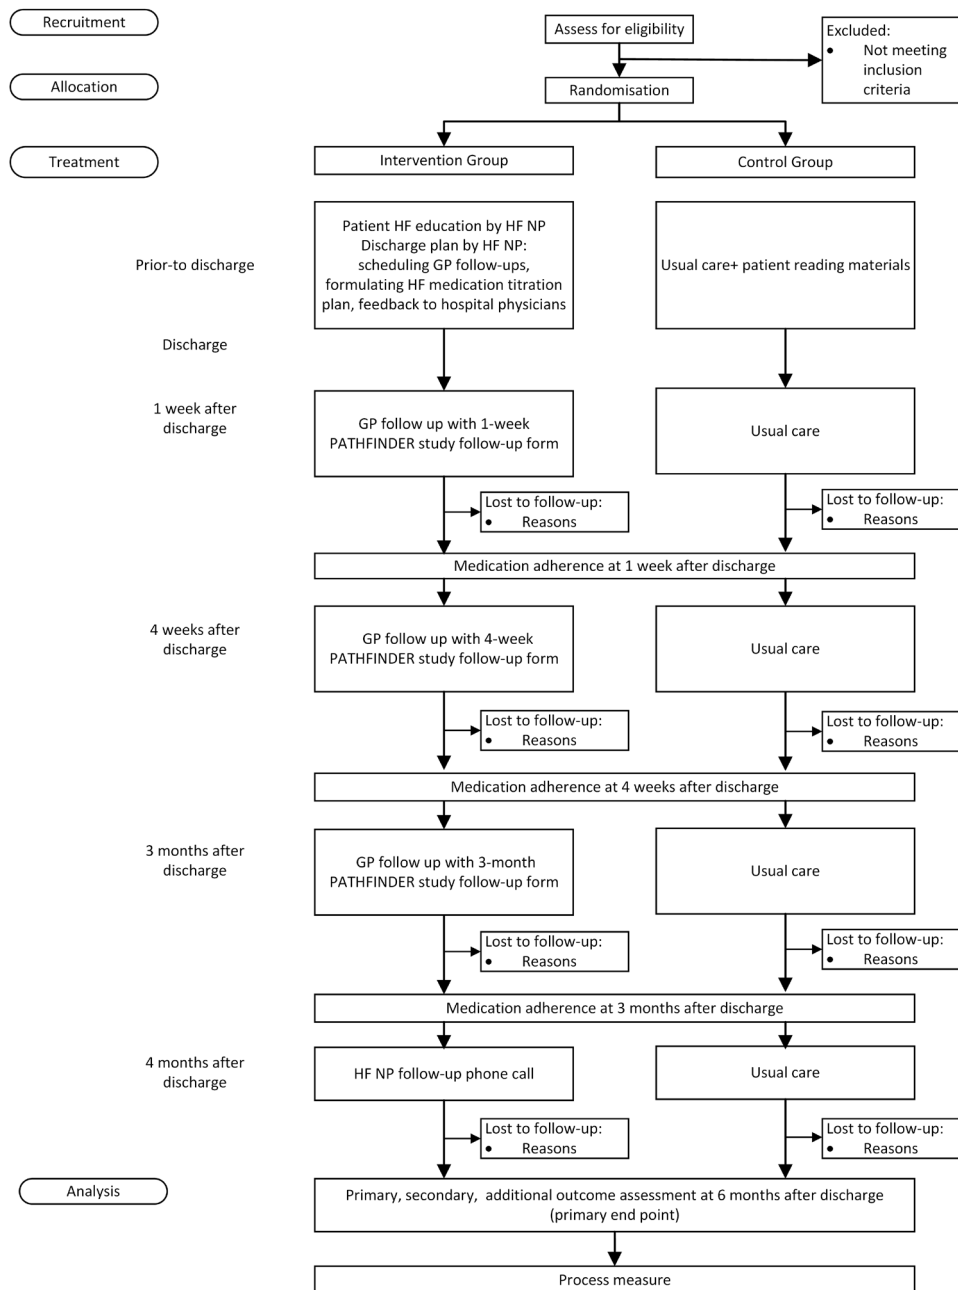 Recruitment
Assess for eligibility
Excluded:
• Not meeting
inclusion
criteria
Allocation
Randomisation
Treatment
Intervention Group
Control Group
Prior-to discharge
Patient HF education by HF NP
Discharge plan by HF NP:
scheduling GP follow-ups,
formulating HF medication titration
plan, feedback to hospital physicians
Usual care+ patient reading materials
Discharge
1 week after
discharge
GP follow up with 1-week
PATHFINDER study follow-up form
Usual care
Lost to follow-up:
• Reasons
Lost to follow-up:
• Reasons
Medication adherence at 1 week after discharge
4 weeks after
discharge
GP follow up with 4-week
PATHFINDER study follow-up form
Usual care
Lost to follow-up:
• Reasons
Lost to follow-up:
• Reasons
Medication adherence at 4 weeks after discharge
3 months after
discharge
GP follow up with 3-month
PATHFINDER study follow-up form
Usual care
Lost to follow-up:
• Reasons
Lost to follow-up:
• Reasons
Medication adherence at 3 months after discharge
4 months after
discharge
HF NP follow-up phone call
Usual care
Lost to follow-up:
• Reasons
Lost to follow-up:
• Reasons
Analysis
Primary, secondary, additional outcome assessment at 6 months after discharge
(primary end point)
Process measure